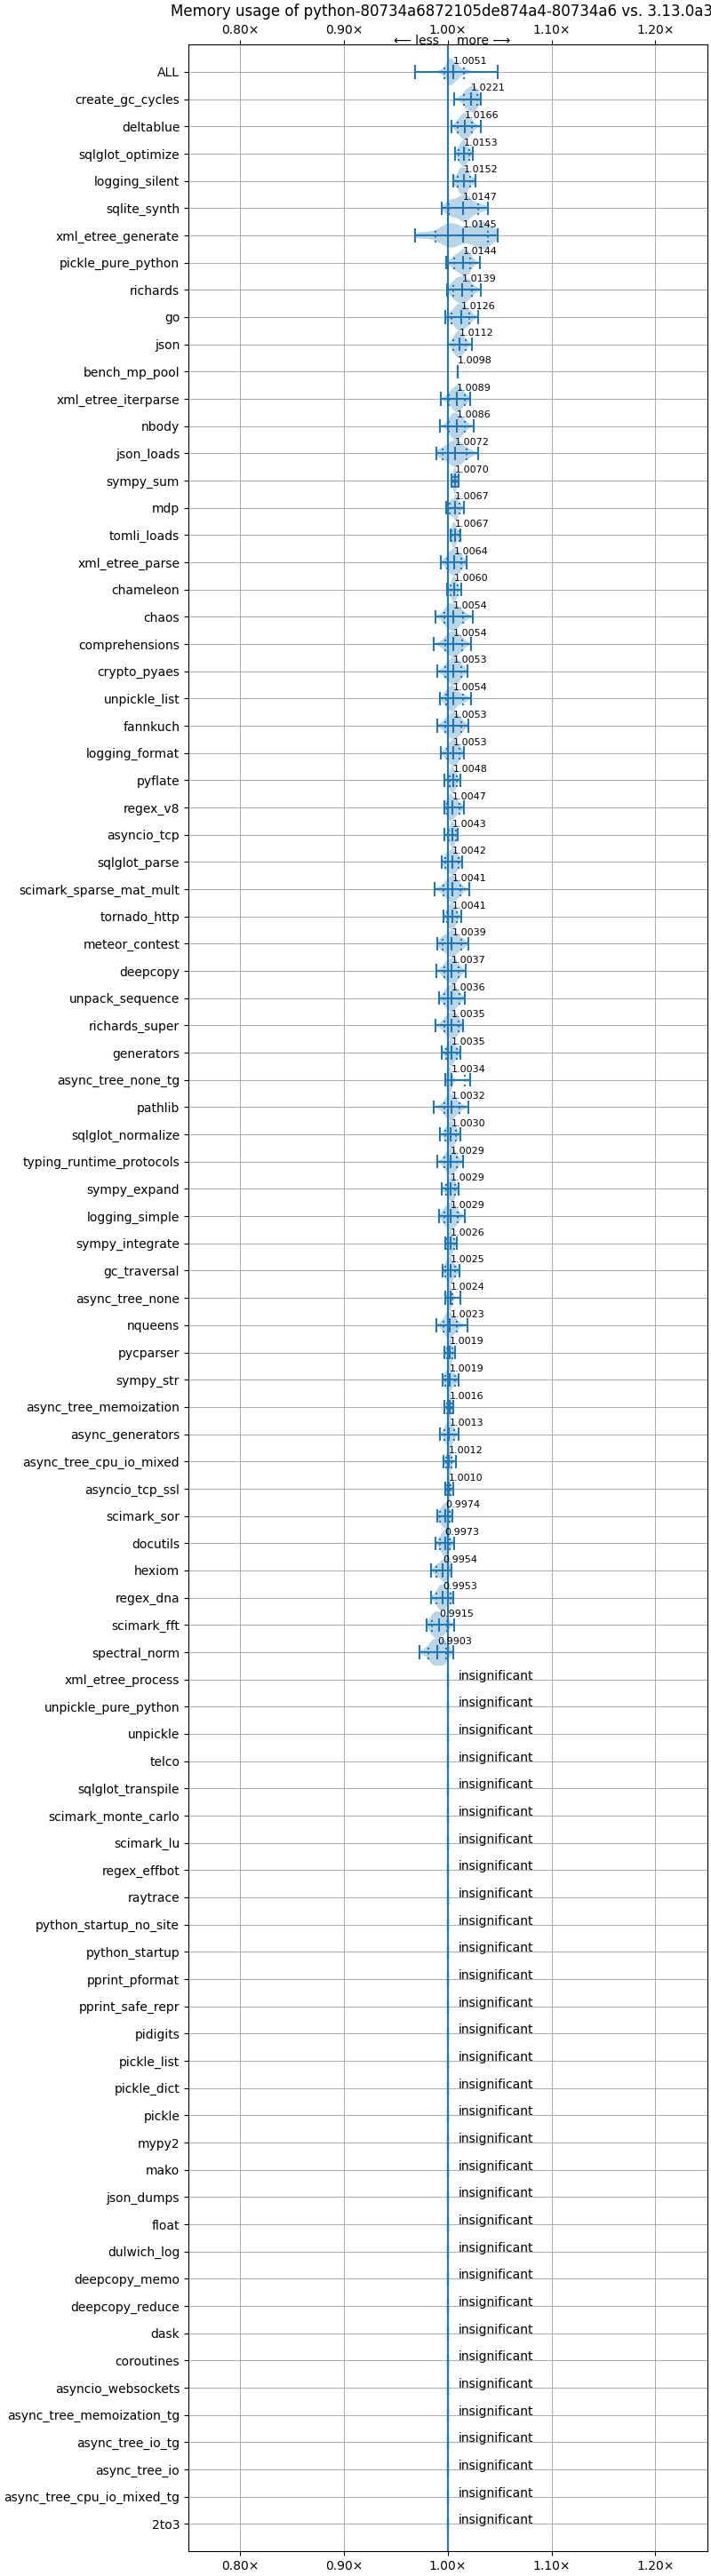 Memory usage of python-80734a6872105de874a4-80734a6 vs. 3.13.0a3
0.80× 0.90× 1.00× 1.10× 1.20×
⟵ less more ⟶
ALL 1.0051
create_gc_cycles 1.0221
deltablue 1.0166
sqlglot_optimize 1.0153
logging_silent 1.0152
sqlite_synth 1.0147
xml_etree_generate 1.0145
pickle_pure_python 1.0144
richards 1.0139
go 1.0126
json 1.0112
bench_mp_pool 1.0098
xml_etree_iterparse 1.0089
nbody 1.0086
json_loads 1.0072
sympy_sum 1.0070
mdp 1.0067
tomli_loads 1.0067
xml_etree_parse 1.0064
chameleon 1.0060
chaos 1.0054
comprehensions 1.0054
crypto_pyaes 1.0053
unpickle_list 1.0054
fannkuch 1.0053
logging_format 1.0053
pyflate 1.0048
regex_v8 1.0047
asyncio_tcp 1.0043
sqlglot_parse 1.0042
scimark_sparse_mat_mult 1.0041
tornado_http 1.0041
meteor_contest 1.0039
deepcopy 1.0037
unpack_sequence 1.0036
richards_super 1.0035
generators 1.0035
async_tree_none_tg 1.0034
pathlib 1.0032
sqlglot_normalize 1.0030
typing_runtime_protocols 1.0029
sympy_expand 1.0029
logging_simple 1.0029
sympy_integrate 1.0026
gc_traversal 1.0025
async_tree_none 1.0024
nqueens 1.0023
pycparser 1.0019
sympy_str 1.0019
async_tree_memoization 1.0016
async_generators 1.0013
async_tree_cpu_io_mixed 1.0012
asyncio_tcp_ssl 1.0010
scimark_sor 0.9974
docutils 0.9973
hexiom 0.9954
regex_dna 0.9953
scimark_fft 0.9915
spectral_norm 0.9903
xml_etree_process insignificant
unpickle_pure_python insignificant
unpickle insignificant
telco insignificant
sqlglot_transpile insignificant
scimark_monte_carlo insignificant
scimark_lu insignificant
regex_effbot insignificant
raytrace insignificant
python_startup_no_site insignificant
python_startup insignificant
pprint_pformat insignificant
pprint_safe_repr insignificant
pidigits insignificant
pickle_list insignificant
pickle_dict insignificant
pickle insignificant
mypy2 insignificant
mako insignificant
json_dumps insignificant
float insignificant
dulwich_log insignificant
deepcopy_memo insignificant
deepcopy_reduce insignificant
dask insignificant
coroutines insignificant
asyncio_websockets insignificant
async_tree_memoization_tg insignificant
async_tree_io_tg insignificant
async_tree_io insignificant
async_tree_cpu_io_mixed_tg insignificant
2to3 insignificant
0.80× 0.90× 1.00× 1.10× 1.20×